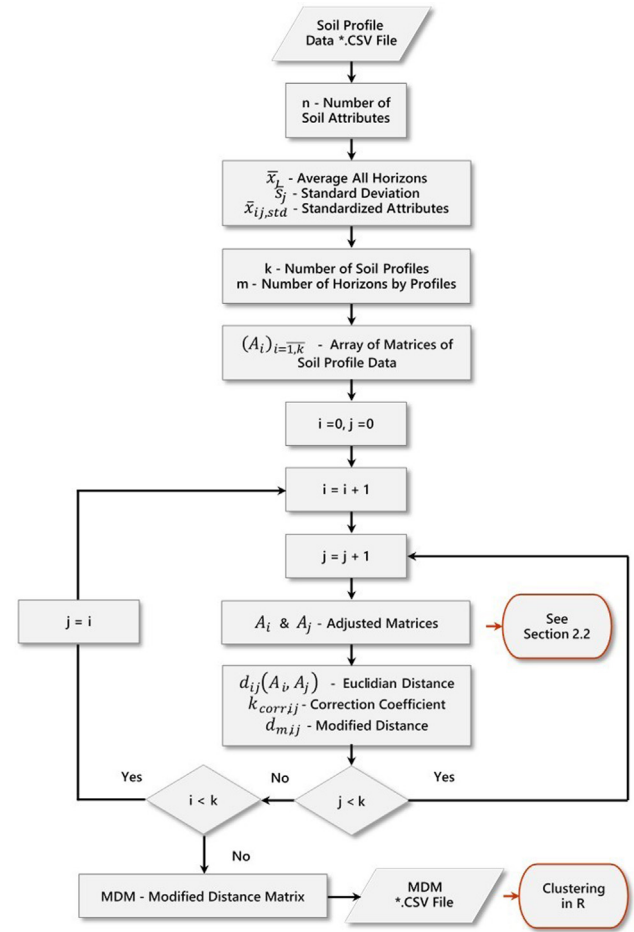 Soil Profile
Data *.CSV File
n - Number of
Soil Attributes
x̅ⱼ - Average All Horizons
Sⱼ - Standard Deviation
x̄ᵢⱼ,std - Standardized Attributes
k - Number of Soil Profiles
m - Number of Horizons by Profiles
(Aᵢ)ᵢ₌1,k̅ - Array of Matrices of
Soil Profile Data
i =0, j =0
i = i + 1
j = j + 1
j = i
Aᵢ & Aⱼ - Adjusted Matrices
See
Section 2.2
dᵢⱼ(Aᵢ, Aⱼ) - Euclidian Distance
k corr,ij - Correction Coefficient
d m,ij - Modified Distance
Yes
No
Yes
i < k
j < k
No
MDM - Modified Distance Matrix
MDM
*.CSV File
Clustering
in R